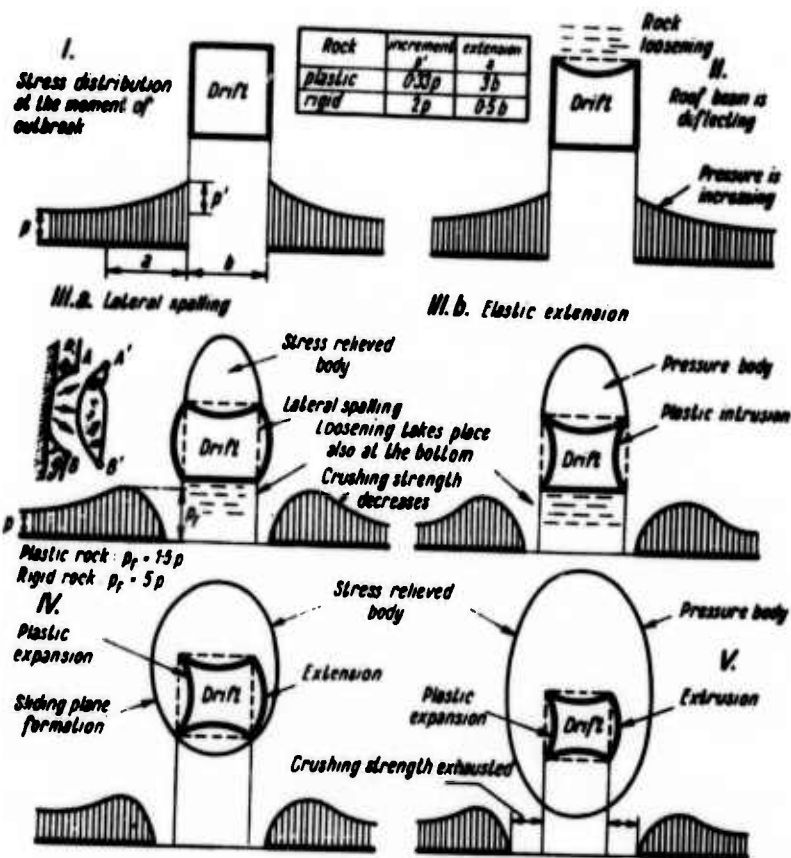 I.
Stress distribution
at the moment of
outbreak
Drift
p'
p
a
b
Rock increment p' extension a
plastic 0·33p 3b
rigid 2p 0·5b
Rock
loosening
II.
Drift
Roof beam is
deflecting
Pressure is
increasing
III.a. Lateral spalling
A
A'
B
B'
Stress relieved
body
Lateral spalling
Drift
Loosening takes place
also at the bottom
Crushing strength
decreases
p
Pf
Plastic rock: pf = 1·5p
Rigid rock: pf = 5p
III.b. Elastic extension
Pressure body
Plastic intrusion
Drift
IV.
Plastic
expansion
Sliding plane
formation
Drift
Stress relieved
body
Extension
Pressure body
V.
Plastic
expansion
Drift
Extrusion
Crushing strength exhausted